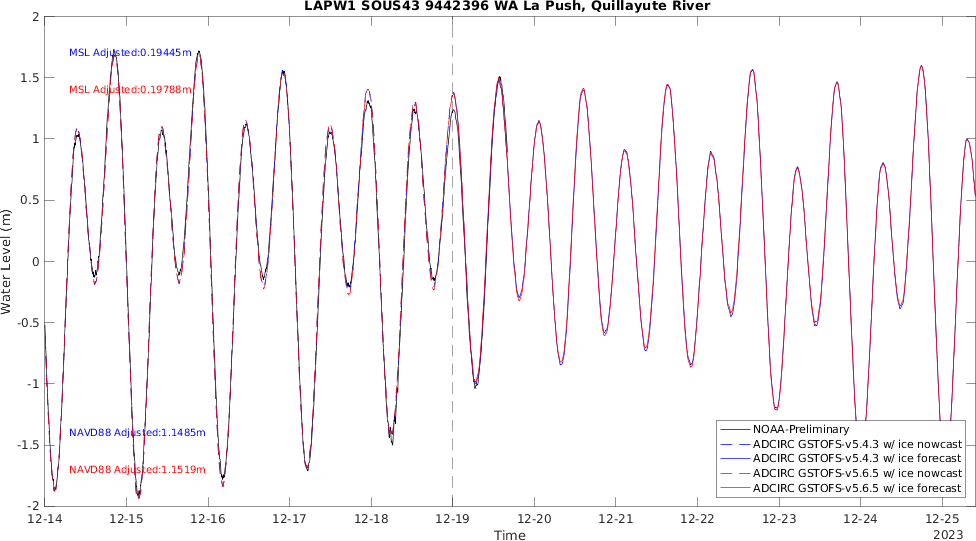 LAPW1 SOUS43 9442396 WA La Push, Quillayute River
2
1.5
1
0.5
0
-0.5
-1
-1.5
-2
Water Level (m)
MSL Adjusted:0.19445m
MSL Adjusted:0.19788m
NAVD88 Adjusted:1.1485m
NAVD88 Adjusted:1.1519m
NOAA-Preliminary
ADCIRC GSTOFS-v5.4.3 w/ ice nowcast
ADCIRC GSTOFS-v5.4.3 w/ ice forecast
ADCIRC GSTOFS-v5.6.5 w/ ice nowcast
ADCIRC GSTOFS-v5.6.5 w/ ice forecast
12-14 12-15 12-16 12-17 12-18 12-19 12-20 12-21 12-22 12-23 12-24 12-25
Time
2023